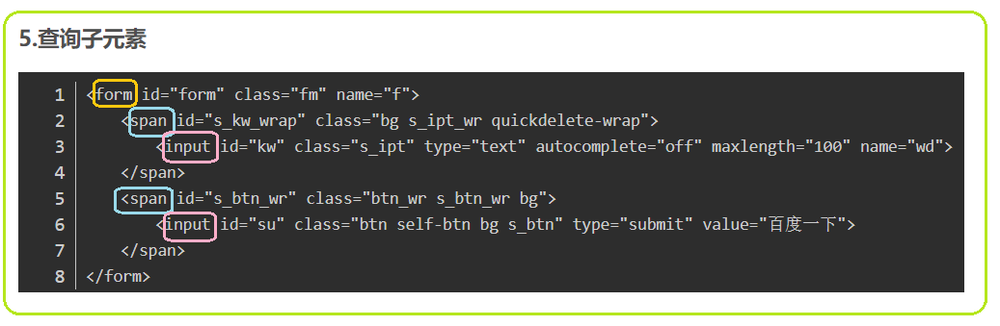 5.查询子元素
1 <form id="form" class="fm" name="f">
2 <span id="s_kw_wrap" class="bg s_ipt_wr quickdelete-wrap">
3 <input id="kw" class="s_ipt" type="text" autocomplete="off" maxlength="100" name="wd">
4 </span>
5 <span id="s_btn_wr" class="btn_wr s_btn_wr bg">
6 <input id="su" class="btn self-btn bg s_btn" type="submit" value="百度一下">
7 </span>
8 </form>